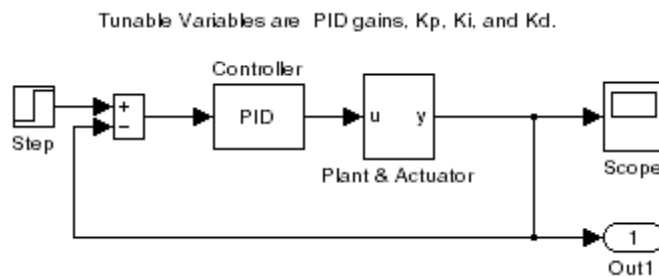 Tunable Variables are PID gains, Kp, Ki, and Kd.
Controller
+
−
PID
u y
Step
Plant & Actuator
Scope
1
Out1